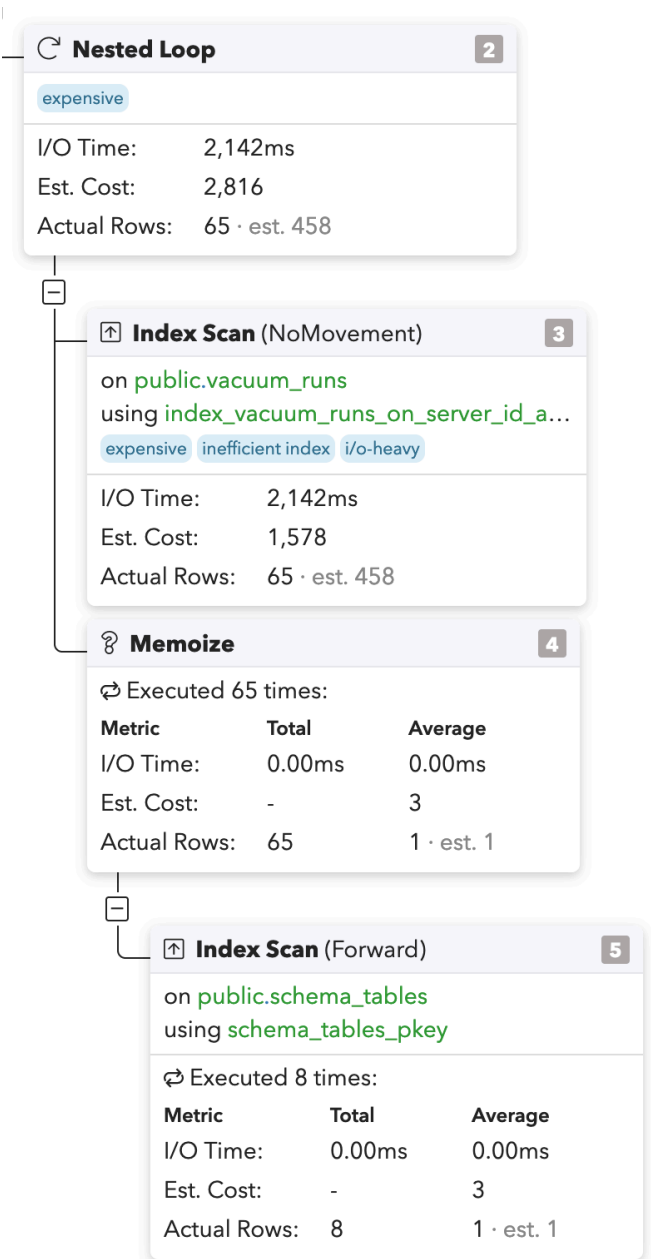 Nested Loop 2
expensive
I/O Time: 2,142ms
Est. Cost: 2,816
Actual Rows: 65 · est. 458
Index Scan (NoMovement) 3
on public.vacuum_runs
using index_vacuum_runs_on_server_id_a...
expensive inefficient index i/o-heavy
I/O Time: 2,142ms
Est. Cost: 1,578
Actual Rows: 65 · est. 458
Memoize 4
Executed 65 times:
Metric Total Average
I/O Time: 0.00ms 0.00ms
Est. Cost: - 3
Actual Rows: 65 1 · est. 1
Index Scan (Forward) 5
on public.schema_tables
using schema_tables_pkey
Executed 8 times:
Metric Total Average
I/O Time: 0.00ms 0.00ms
Est. Cost: - 3
Actual Rows: 8 1 · est. 1